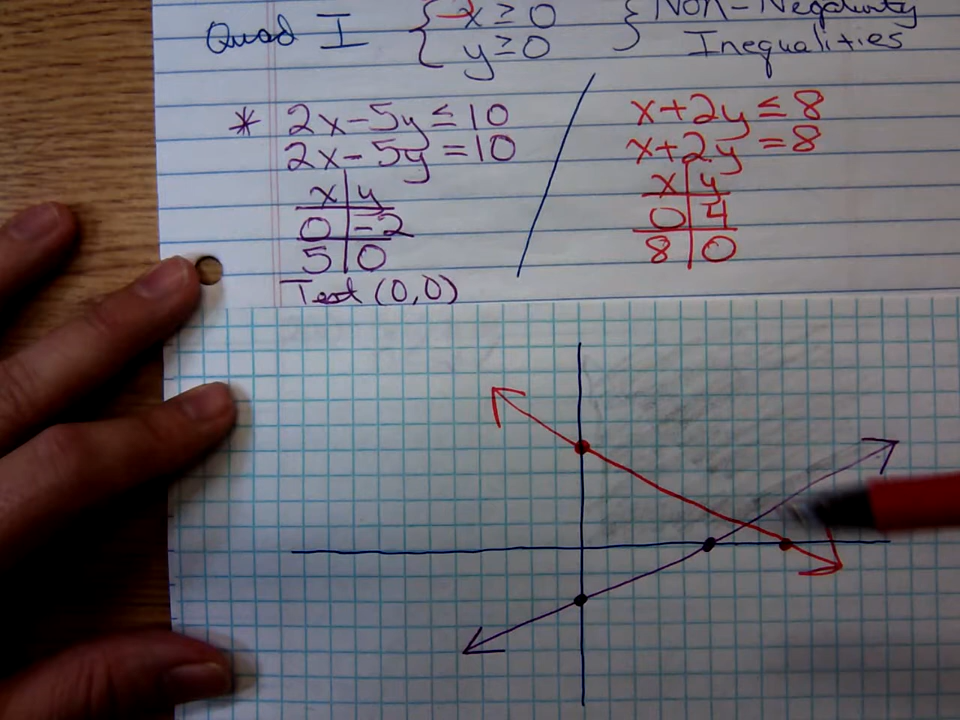 Quad I { x ≥ 0 } Non-Negativity
y ≥ 0 Inequalities
* 2x - 5y ≤ 10
2x - 5y = 10
x | y
0 | -2
5 | 0
Test (0,0)
x + 2y ≤ 8
x + 2y = 8
x | y
0 | 4
8 | 0